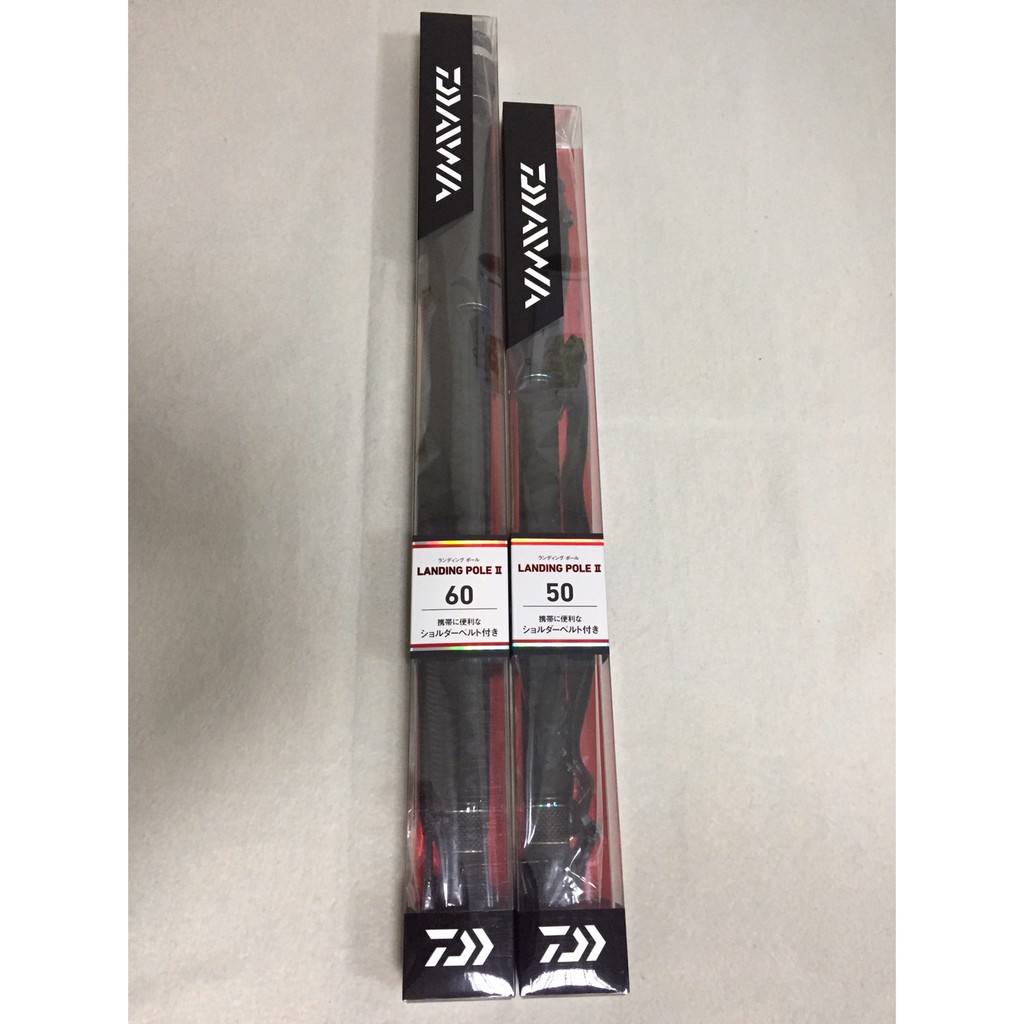 DAIWA
DAIWA
ランディング ポール
LANDING POLE Ⅱ
60
携帯に便利な
ショルダーベルト付き
ランディング ポール
LANDING POLE Ⅱ
50
携帯に便利な
ショルダーベルト付き